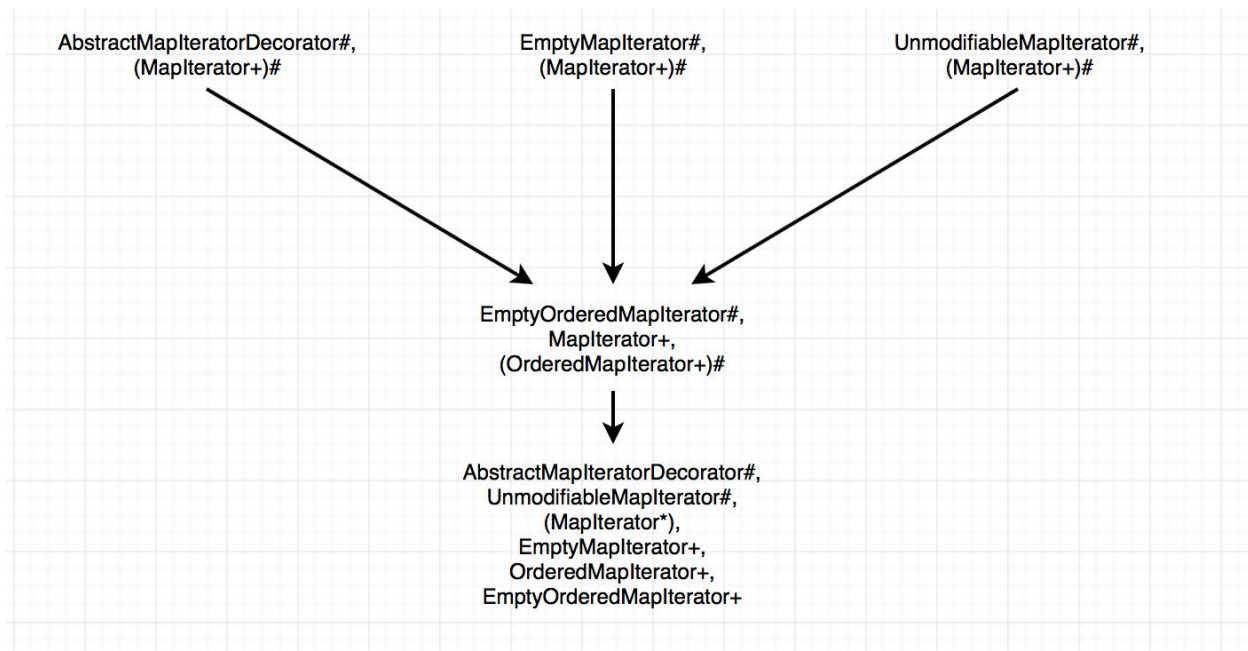 AbstractMapIteratorDecorator#,
(MapIterator+)#
EmptyMapIterator#,
(MapIterator+)#
UnmodifiableMapIterator#,
(MapIterator+)#
EmptyOrderedMapIterator#,
MapIterator+,
(OrderedMapIterator+)#
AbstractMapIteratorDecorator#,
UnmodifiableMapIterator#,
(MapIterator*),
EmptyMapIterator+,
OrderedMapIterator+,
EmptyOrderedMapIterator+